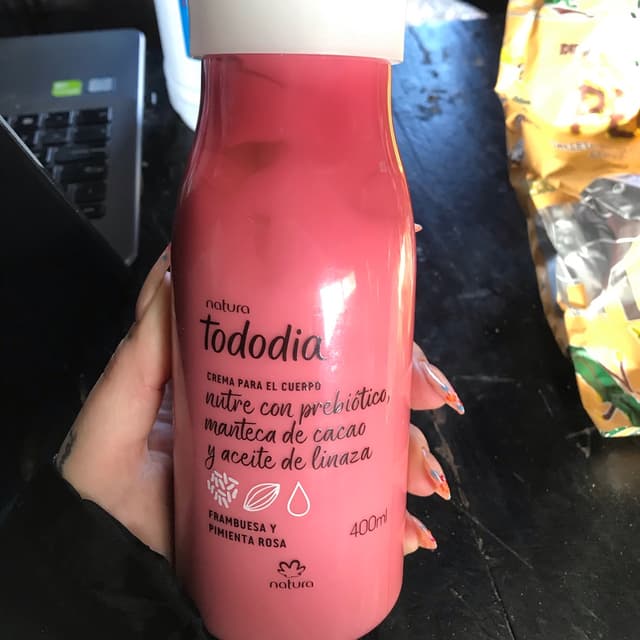 natura
tododia
CREMA PARA EL CUERPO
nutre con prebiótico,
manteca de cacao
y aceite de linaza
FRAMBUESA Y
PIMIENTA ROSA
400ml
natura